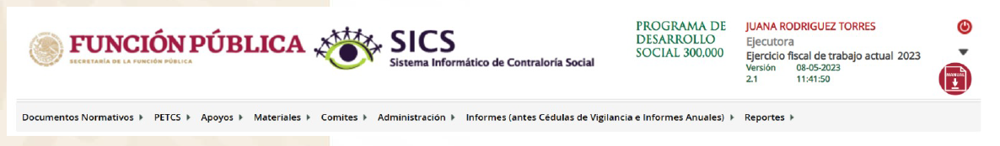 FUNCIÓN PÚBLICA
SECRETARÍA DE LA FUNCIÓN PÚBLICA
SICS
Sistema Informático de Contraloría Social
PROGRAMA DE
DESARROLLO
SOCIAL 300,000
JUANA RODRIGUEZ TORRES
Ejecutora
Ejercicio fiscal de trabajo actual 2023
Versión 08-05-2023
2.1 11:41:50
MANUAL
Documentos Normativos PETCS Apoyos Materiales Comites Administración Informes (antes Cédulas de Vigilancia e Informes Anuales) Reportes